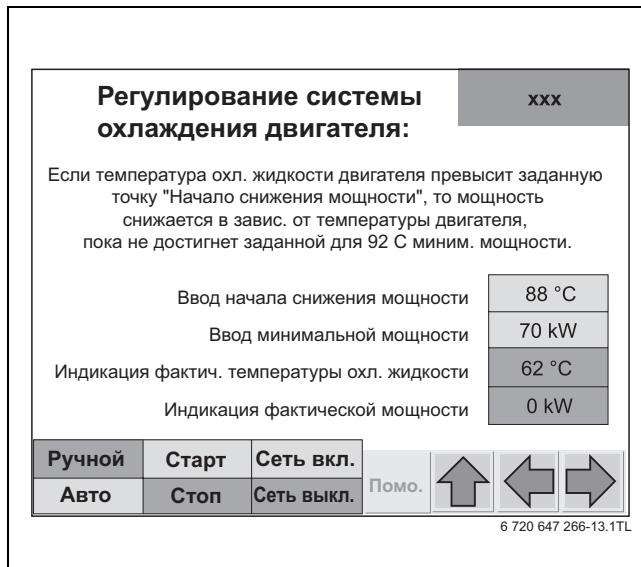 Регулирование системы
xxx
охлаждения двигателя:
Если температура охл. жидкости двигателя превысит заданную
точку "Начало снижения мощности", то мощность
снижается в завис. от температуры двигателя,
пока не достигнет заданной для 92 С миним. мощности.
Ввод начала снижения мощности 88 °C
Ввод минимальной мощности 70 kW
Индикация фактич. температуры охл. жидкости 62 °C
Индикация фактической мощности 0 kW
Ручной Старт Сеть вкл.
Помо.
Авто Стоп Сеть выкл.
6 720 647 266-13.1TL